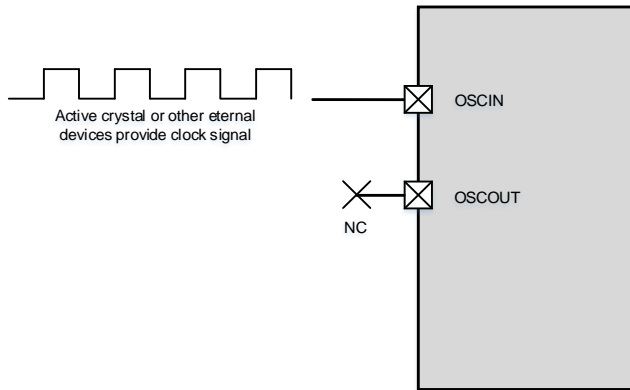 Active crystal or other eternal
devices provide clock signal
OSCIN
OSCOUT
NC